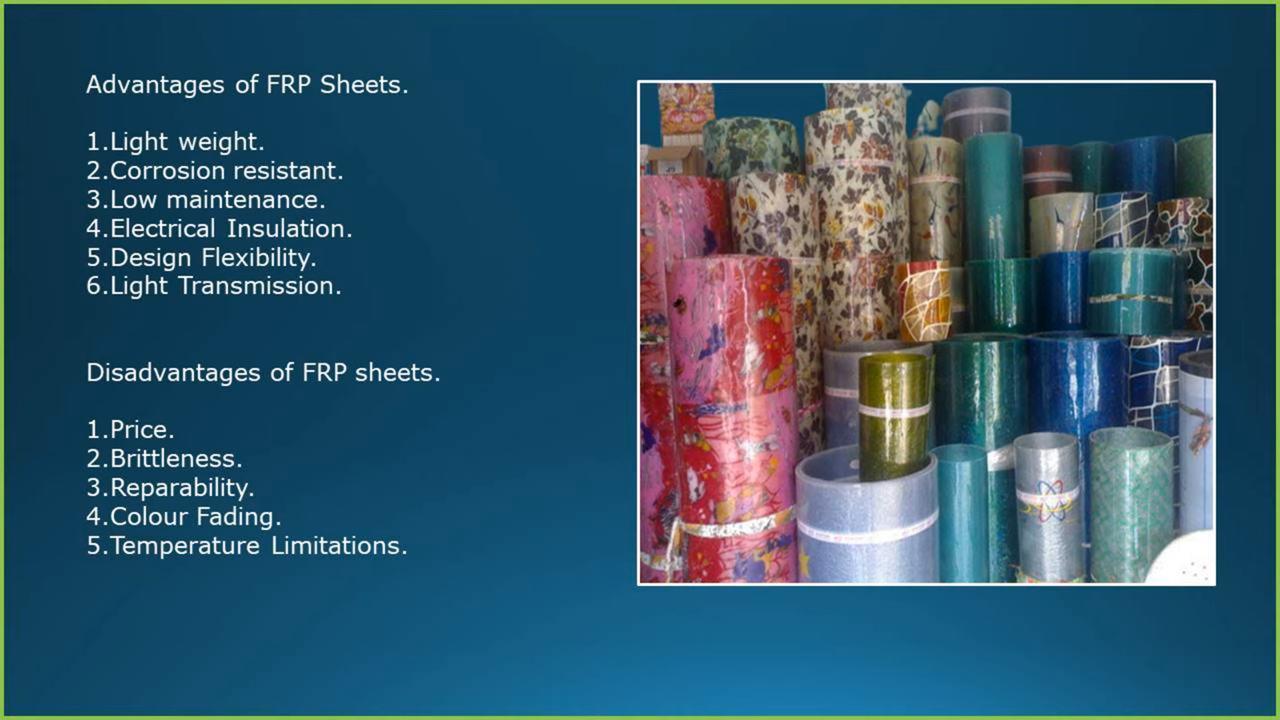 Advantages of FRP Sheets.
1.Light weight.
2.Corrosion resistant.
3.Low maintenance.
4.Electrical Insulation.
5.Design Flexibility.
6.Light Transmission.
Disadvantages of FRP sheets.
1.Price.
2.Brittleness.
3.Reparability.
4.Colour Fading.
5.Temperature Limitations.